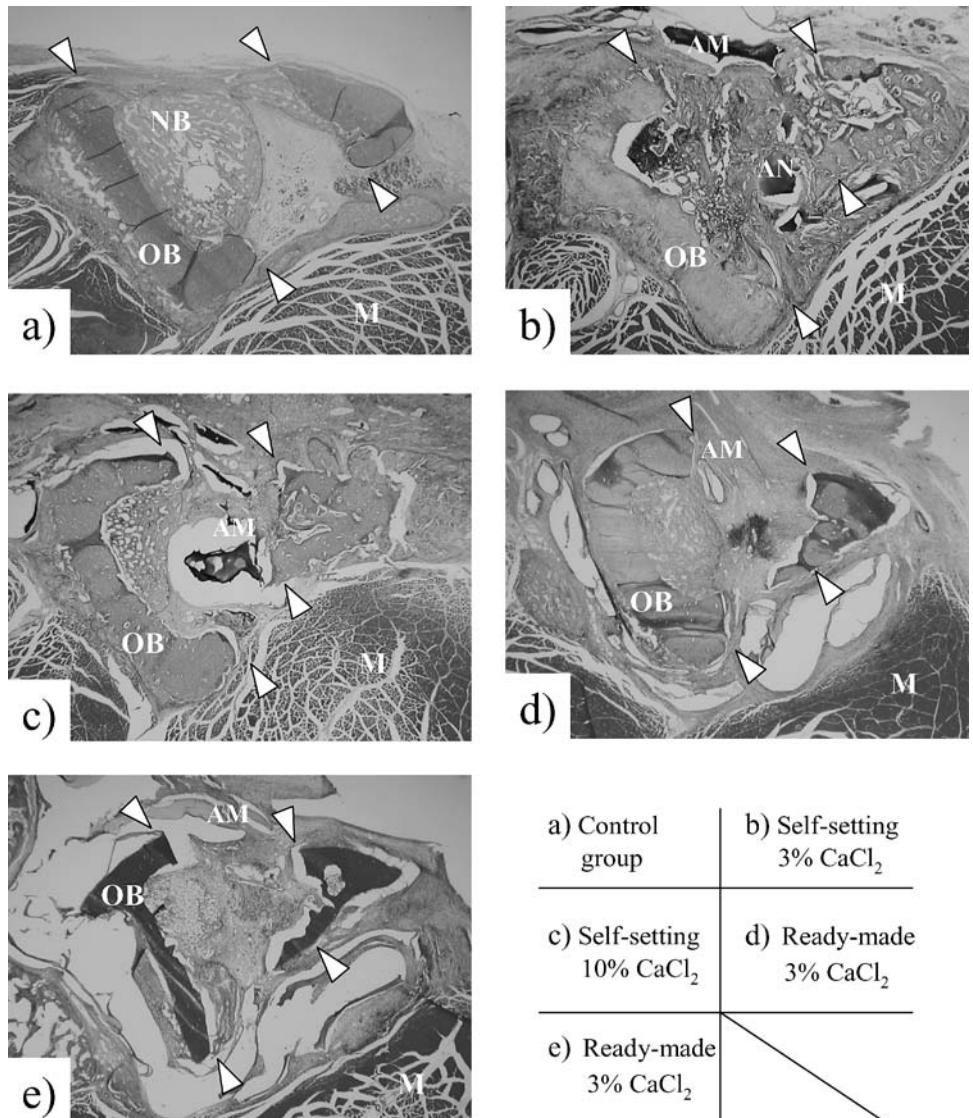 AM
NB
AN
OB
OB
M
M
a)
b)
AM
AM
OB
OB
M
M
c)
d)
AM
OB
M
e)
a) Control
group
b) Self-setting
3% CaCl₂
c) Self-setting
10% CaCl₂
d) Ready-made
3% CaCl₂
e) Ready-made
3% CaCl₂